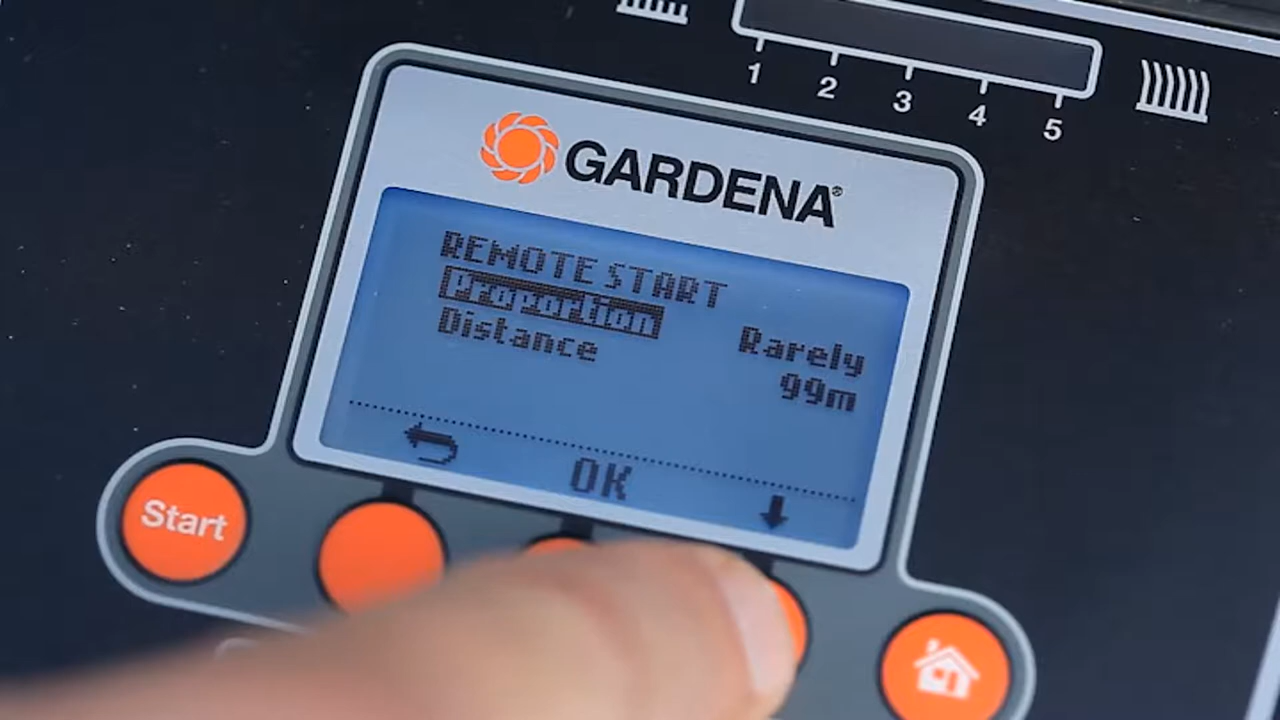 1 2 3 4 5
GARDENA®
REMOTE START
Proportion Rarely
Distance 99m
OK
Start